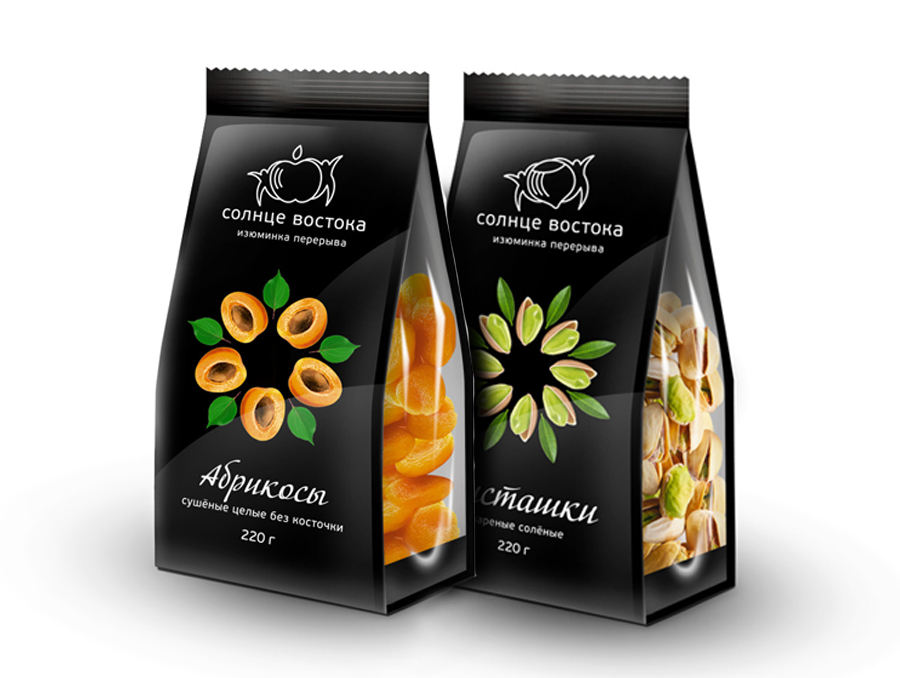 солнце востока
изюминка перерыва
Абрикосы
сушёные целые без косточки
220 г
солнце востока
изюминка перерыва
солёные
220 г